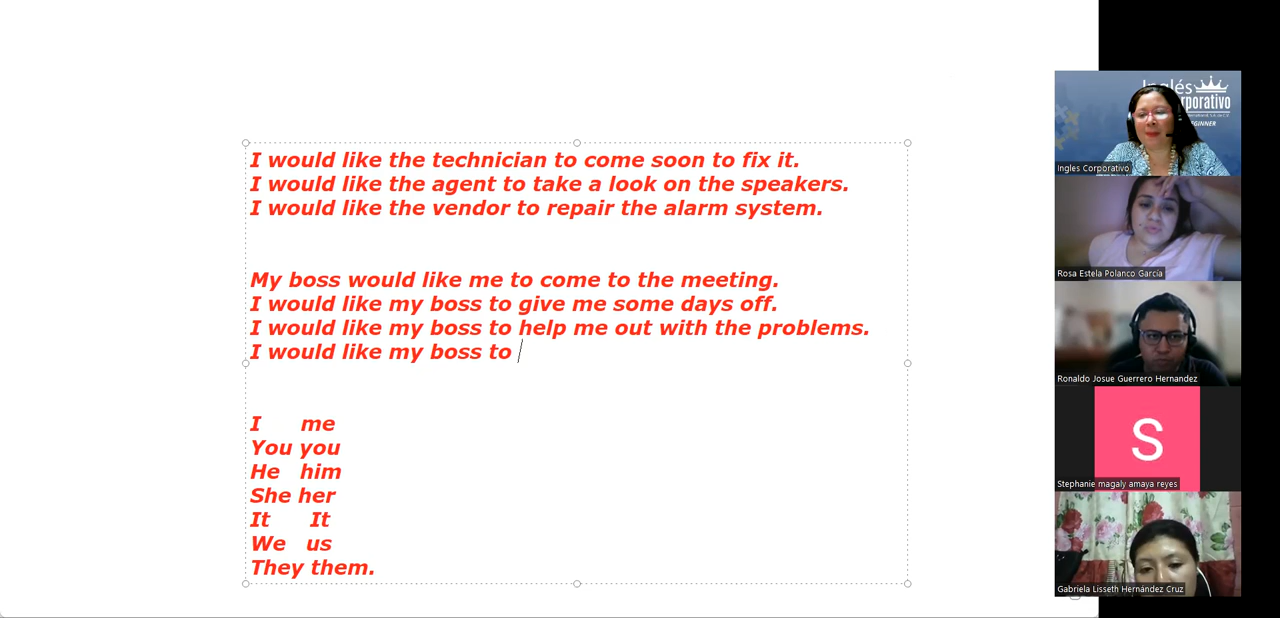 I would like the technician to come soon to fix it.
I would like the agent to take a look on the speakers.
I would like the vendor to repair the alarm system.
My boss would like me to come to the meeting.
I would like my boss to give me some days off.
I would like my boss to help me out with the problems.
I would like my boss to
I me
You you
He him
She her
It It
We us
They them.
Inglés
rporativo
GINNER
Ingles Corporativo
Rosa Estela Polanco García
Ronaldo Josue Guerrero Hernandez
S
Stephanie magaly amaya reyes
Gabriela Lisseth Hernández Cruz